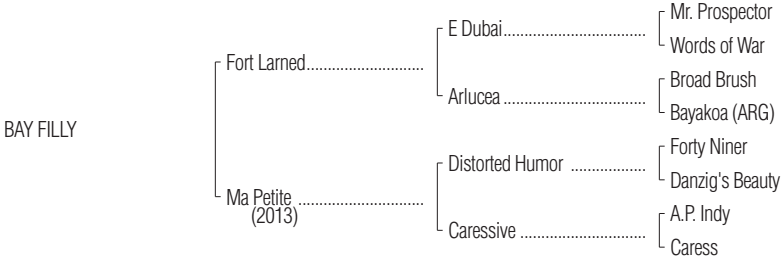 Mr. Prospector
E Dubai..................................
Words of War
Fort Larned...........................
Broad Brush
Arlucea ..................................
Bayakoa (ARG)
BAY FILLY
Forty Niner
Distorted Humor ..................
Danzig's Beauty
Ma Petite .............................
(2013)
A.P. Indy
Caressive ..............................
Caress